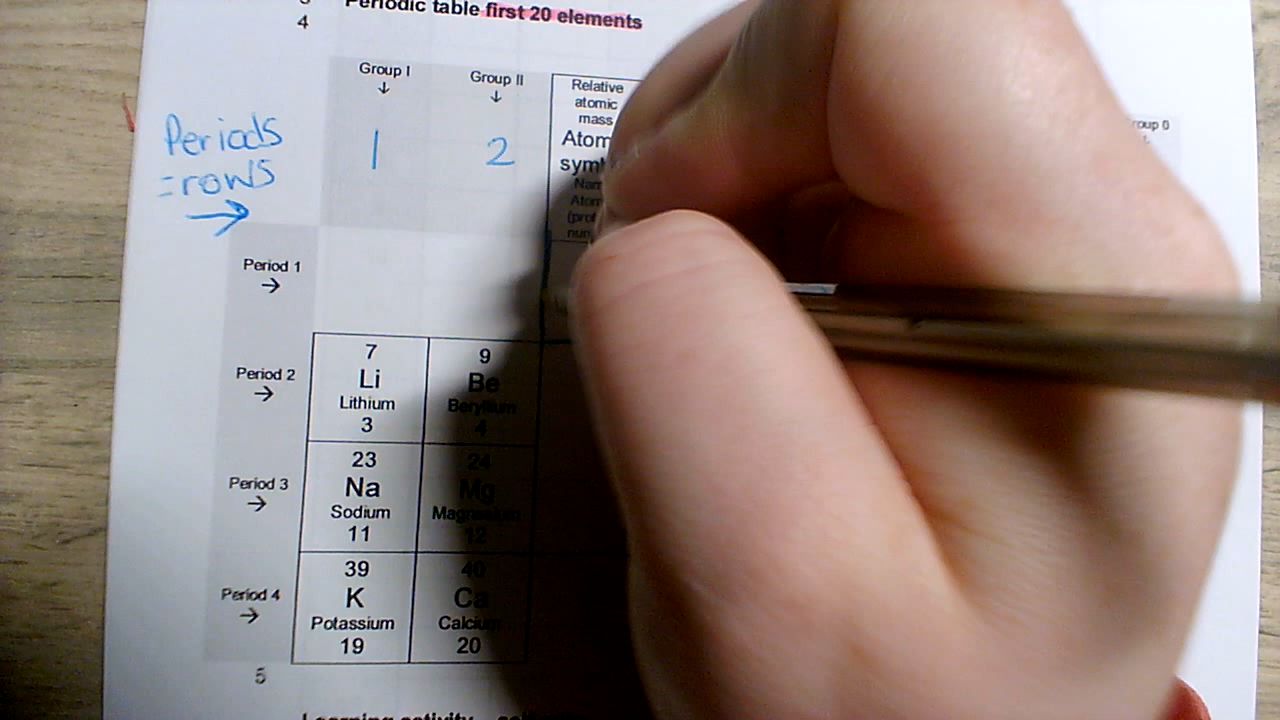 Periodic table first 20 elements
4
Group I
↓
Group II
↓
Relative
atomic
mass
Periods
=rows
→
1
2
Period 1
→
Period 2
→
7
Li
Lithium
3
9
Be
Beryllium
4
Period 3
→
23
Na
Sodium
11
24
Mg
Magnesium
12
Period 4
→
39
K
Potassium
19
40
Ca
Calcium
20
5